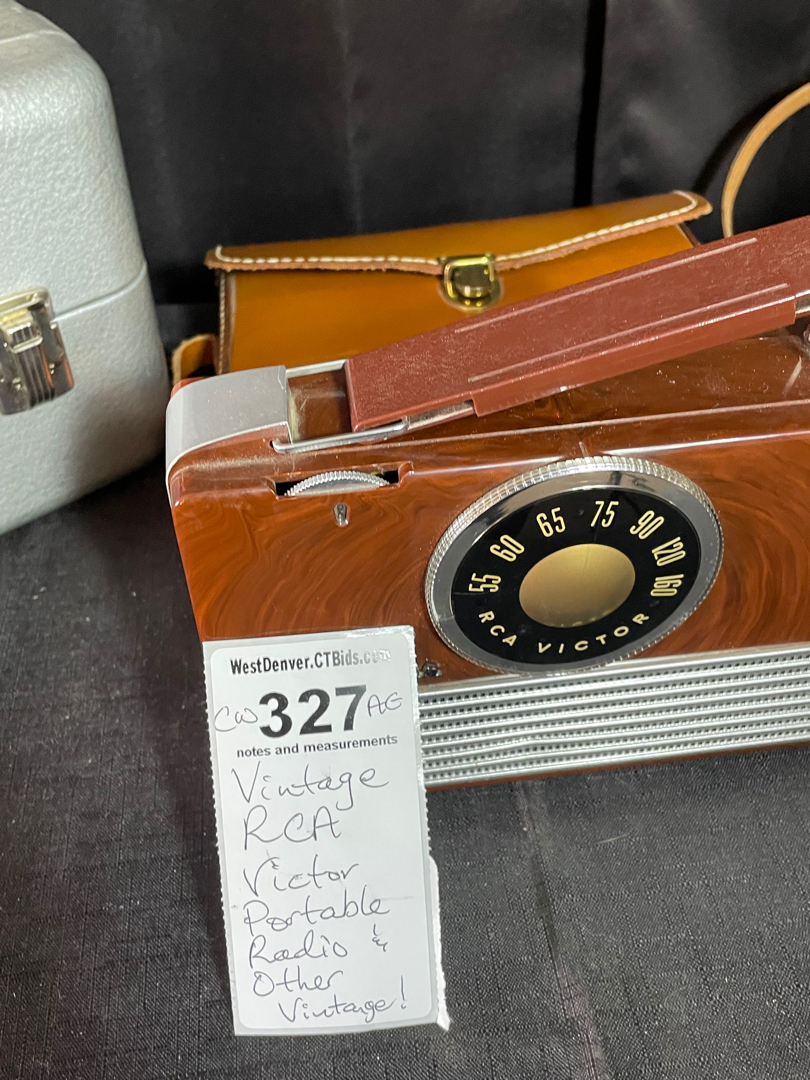 55 60 65 75 90 120 160
RCA VICTOR
WestDenver.CTBids.com
CW 327 AG
notes and measurements
Vintage
RCA
Victor
Portable
Radio &
Other
Vintage!